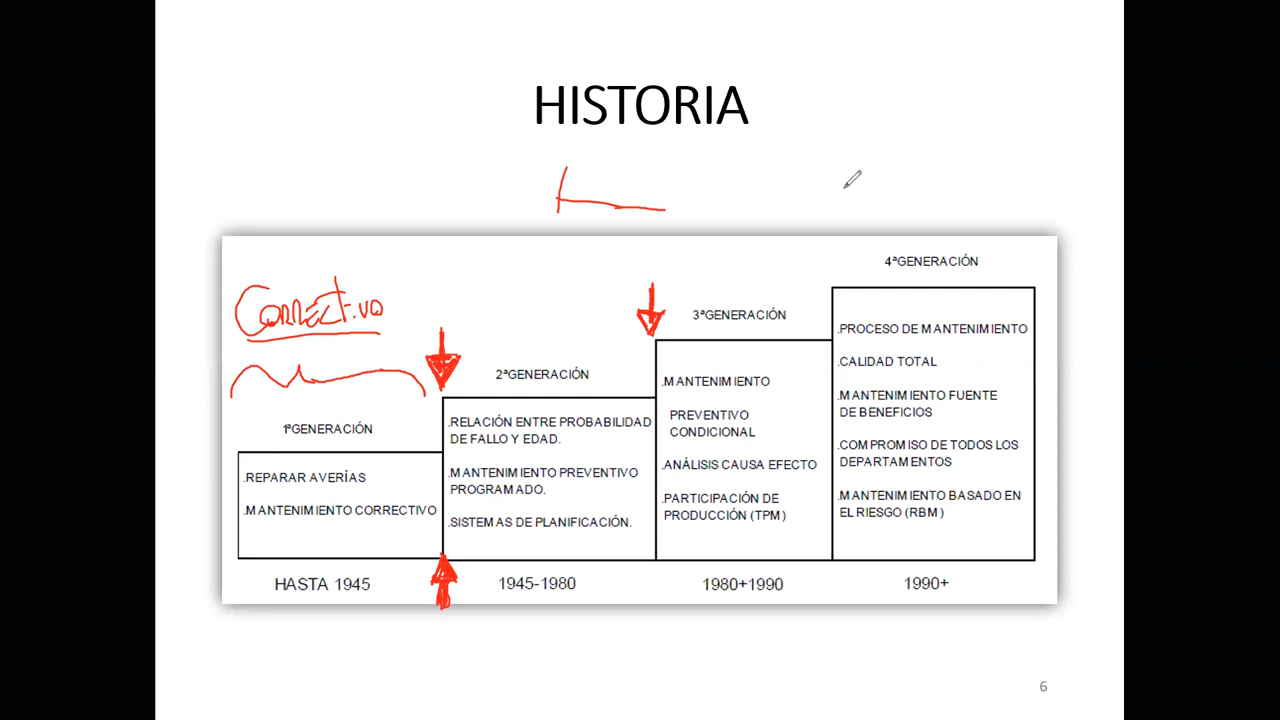 HISTORIA
Correctivo
1ªGENERACIÓN
.REPARAR AVERÍAS
.MANTENIMIENTO CORRECTIVO
HASTA 1945
2ªGENERACIÓN
.RELACIÓN ENTRE PROBABILIDAD
DE FALLO Y EDAD.
.MANTENIMIENTO PREVENTIVO
PROGRAMADO.
.SISTEMAS DE PLANIFICACIÓN.
1945-1980
3ªGENERACIÓN
.MANTENIMIENTO
PREVENTIVO
CONDICIONAL
.ANÁLISIS CAUSA EFECTO
.PARTICIPACIÓN DE
PRODUCCIÓN (TPM)
1980+1990
4ªGENERACIÓN
.PROCESO DE MANTENIMIENTO
.CALIDAD TOTAL
.MANTENIMIENTO FUENTE
DE BENEFICIOS
.COMPROMISO DE TODOS LOS
DEPARTAMENTOS
.MANTENIMIENTO BASADO EN
EL RIESGO (RBM)
1990+
6